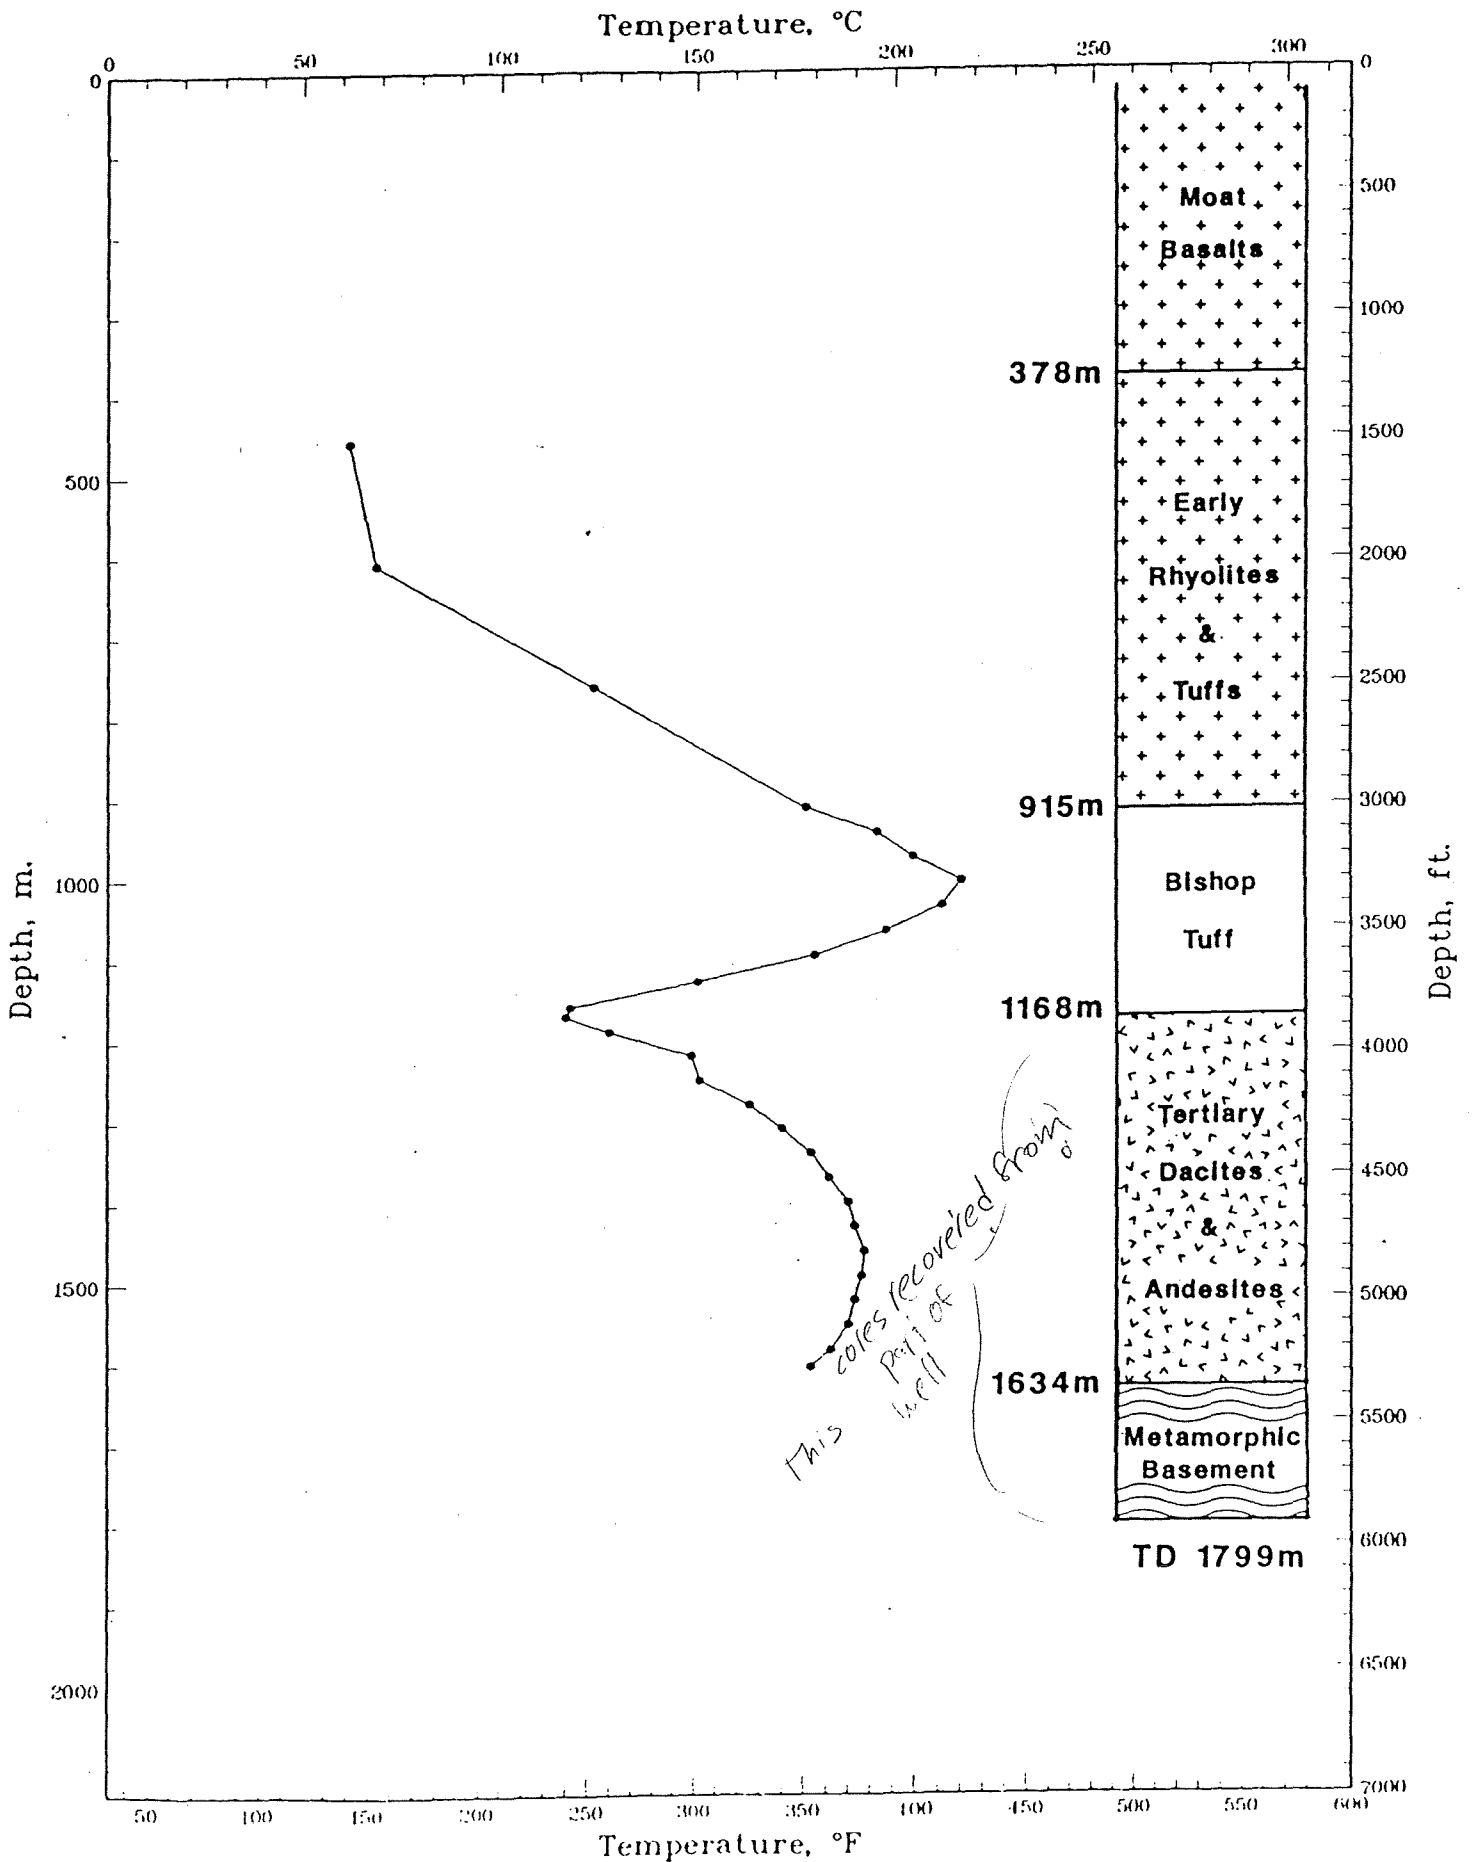 Temperature, °C
0 50 100 150 200 250 300
0
500
1000
1500
2000
Depth, m.
0
500
1000
1500
2000
2500
3000
3500
4000
4500
5000
5500
6000
6500
7000
Depth, ft.
Moat
Basalts
378m
Early
Rhyolites
&
Tuffs
915m
Bishop
Tuff
1168m
Tertiary
Dacites
&
Andesites
1634m
Metamorphic
Basement
TD 1799m
cores recovered from
this part of
well
50 100 150 200 250 300 350 400 450 500 550 600
Temperature, °F